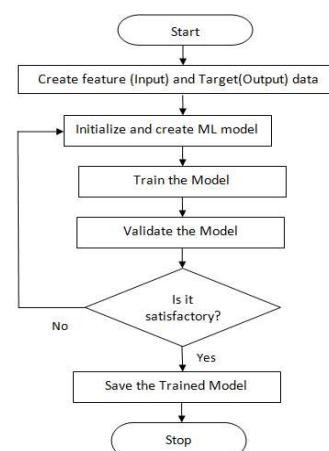 Start
Create feature (Input) and Target(Output) data
Initialize and create ML model
Train the Model
Validate the Model
Is it
satisfactory?
No
Yes
Save the Trained Model
Stop